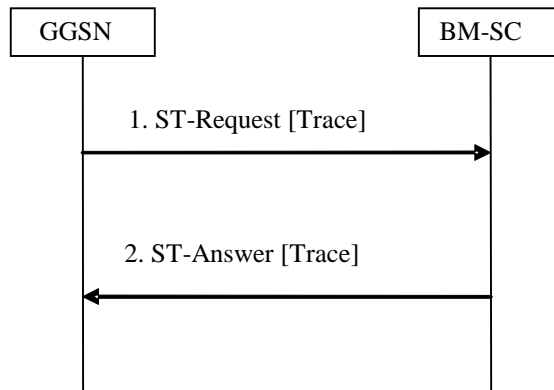 GGSN
BM-SC
1. ST-Request [Trace]
2. ST-Answer [Trace]